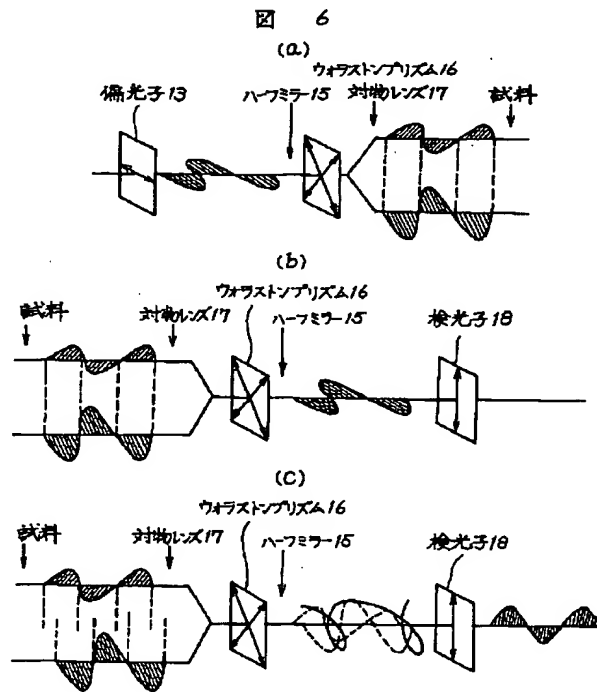 図 6
(a)
ウォラストンプリズム16
偏光子13
ハーフミラー15
対物レンズ17
試料
(b)
ウォラストンプリズム16
試料
対物レンズ17
ハーフミラー15
検光子18
(c)
ウォラストンプリズム16
試料
対物レンズ17
ハーフミラー15
検光子18